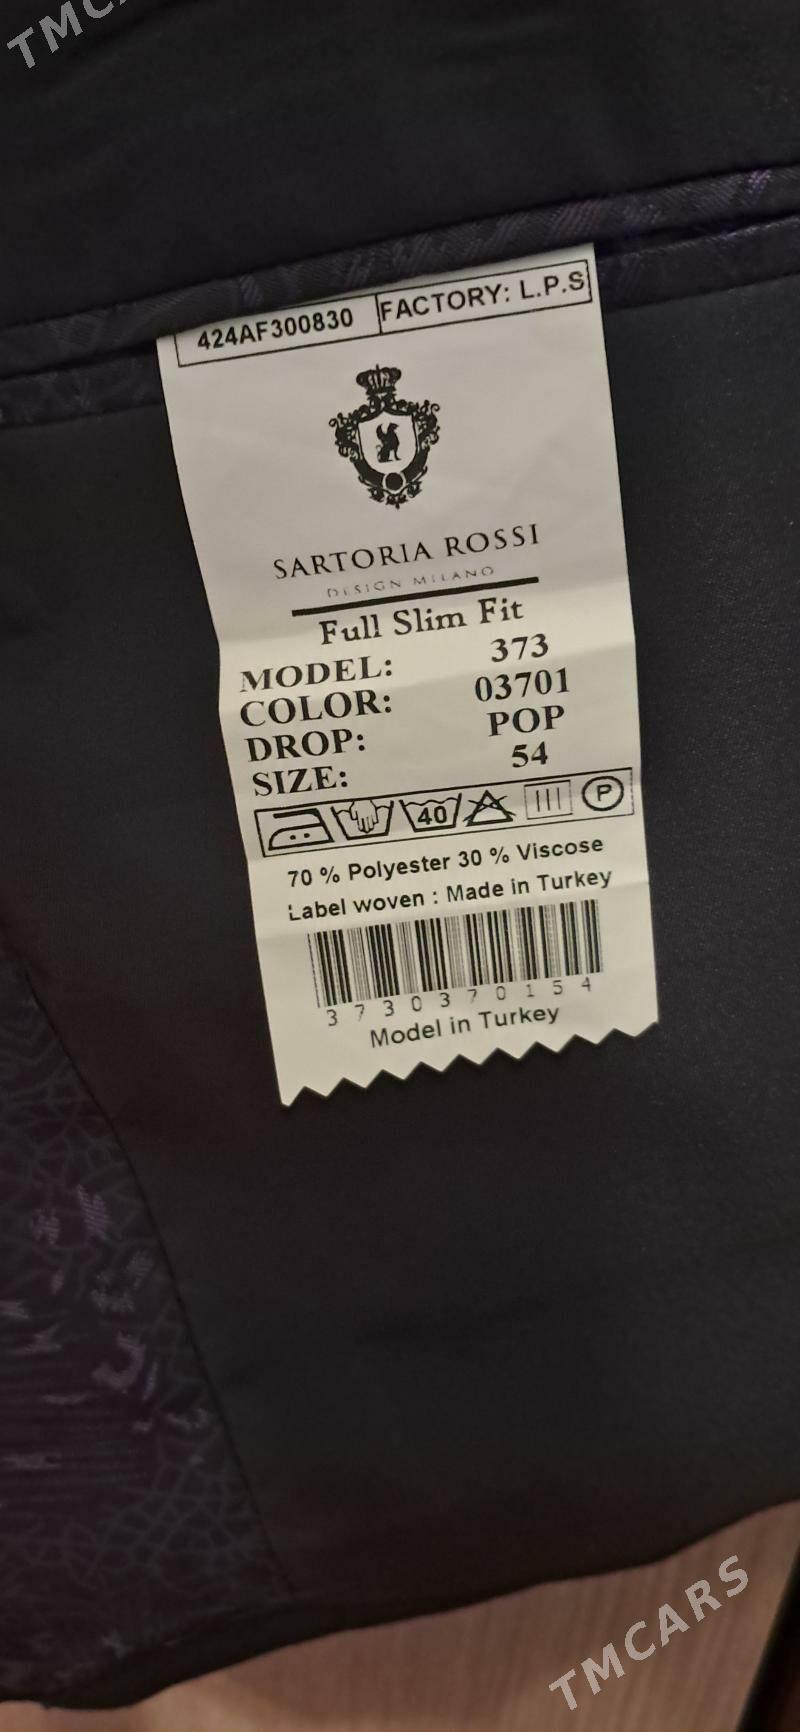 TMCARS
424AF300830 FACTORY: L.P.S
SARTORIA ROSSI
DESIGN MILANO
Full Slim Fit
MODEL: 373
COLOR: 03701
DROP: POP
SIZE: 54
40 P
70 % Polyester 30 % Viscose
Label woven : Made in Turkey
3730370154
Model in Turkey
TMCARS